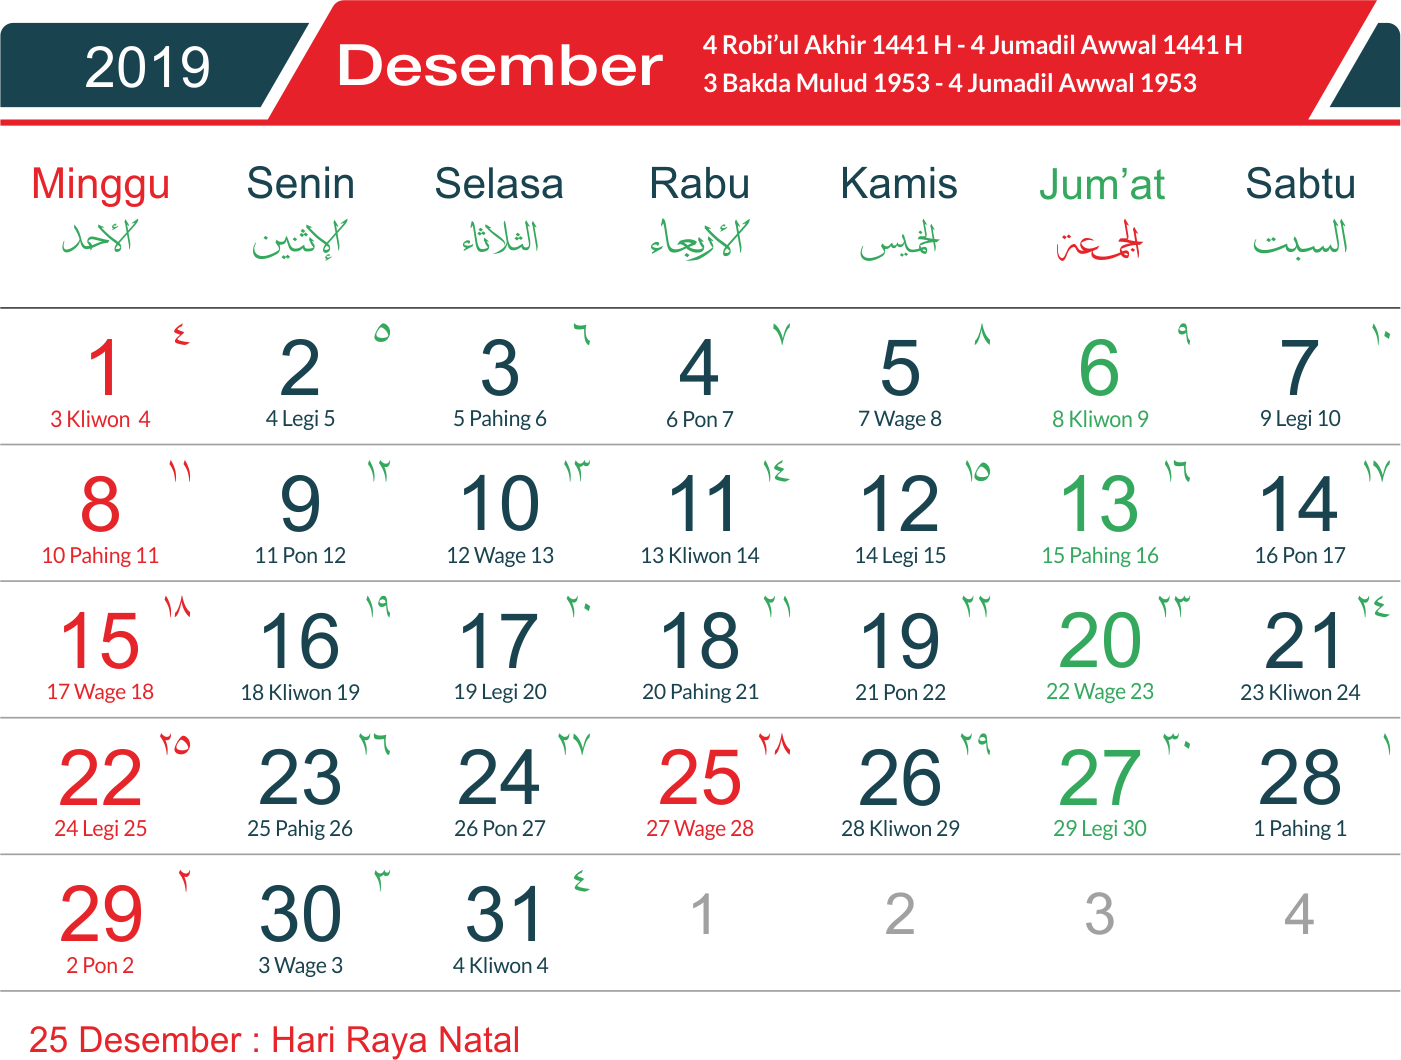 2019
Desember
4 Robi’ul Akhir 1441 H - 4 Jumadil Awwal 1441 H
3 Bakda Mulud 1953 - 4 Jumadil Awwal 1953
Minggu Senin Selasa Rabu Kamis Jum’at Sabtu
الأحد الإثنين الثلاثاء الأربعاء الخميس الجمعة السبت
٤ ٥ ٦ ٧ ٨ ٩ ١٠
1 2 3 4 5 6 7
3 Kliwon 4 4 Legi 5 5 Pahing 6 6 Pon 7 7 Wage 8 8 Kliwon 9 9 Legi 10
١١ ١٢ ١٣ ١٤ ١٥ ١٦ ١٧
8 9 10 11 12 13 14
10 Pahing 11 11 Pon 12 12 Wage 13 13 Kliwon 14 14 Legi 15 15 Pahing 16 16 Pon 17
١٨ ١٩ ٢٠ ٢١ ٢٢ ٢٣ ٢٤
15 16 17 18 19 20 21
17 Wage 18 18 Kliwon 19 19 Legi 20 20 Pahing 21 21 Pon 22 22 Wage 23 23 Kliwon 24
٢٥ ٢٦ ٢٧ ٢٨ ٢٩ ٣٠ ١
22 23 24 25 26 27 28
24 Legi 25 25 Pahig 26 26 Pon 27 27 Wage 28 28 Kliwon 29 29 Legi 30 1 Pahing 1
٢ ٣ ٤
29 30 31 1 2 3 4
2 Pon 2 3 Wage 3 4 Kliwon 4
25 Desember : Hari Raya Natal